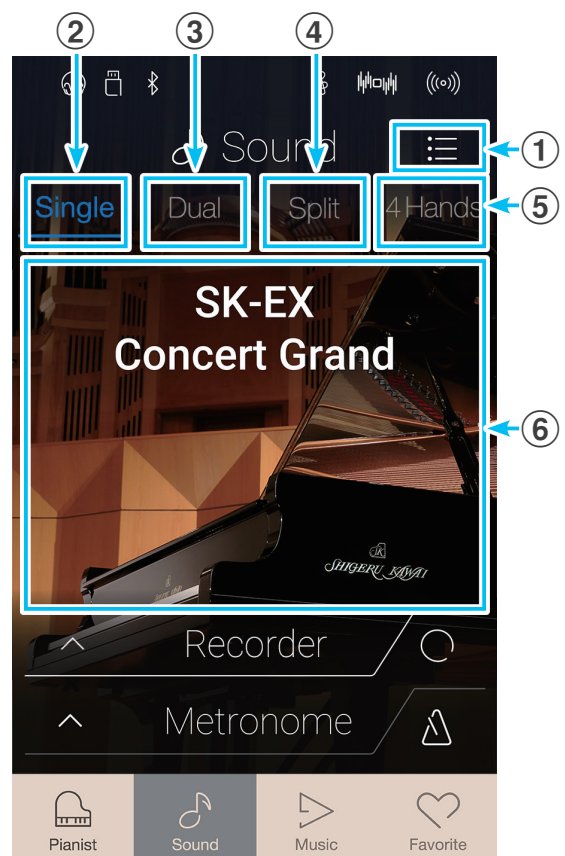 ② ③ ④
Sound
①
Single Dual Split 4 Hands
⑤
SK-EX
Concert Grand
⑥
SK
SHIGERU KAWAI
Recorder
Metronome
Pianist Sound Music Favorite